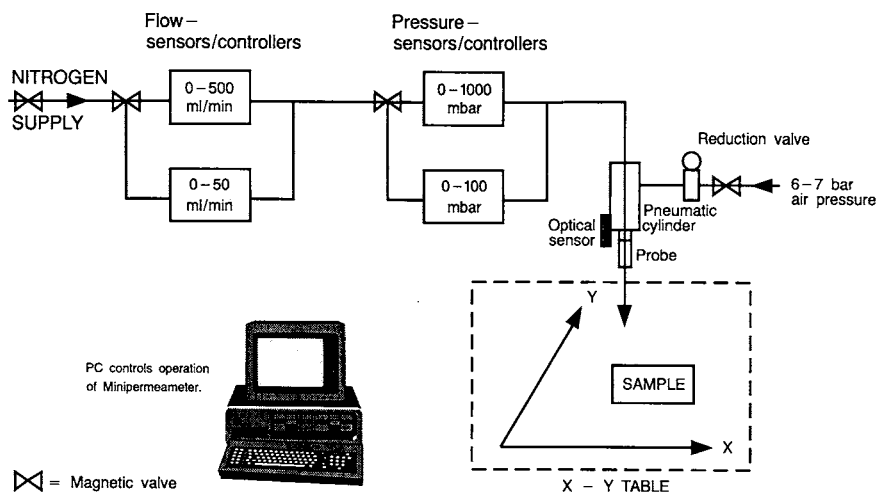 Flow –
sensors/controllers
Pressure –
sensors/controllers
NITROGEN
SUPPLY
0 – 500
ml/min
0 – 50
ml/min
0 – 1000
mbar
0 – 100
mbar
Reduction valve
6 – 7 bar
air pressure
Pneumatic
cylinder
Optical
sensor
Probe
Y
SAMPLE
X
X – Y TABLE
PC controls operation
of Minipermeameter.
= Magnetic valve